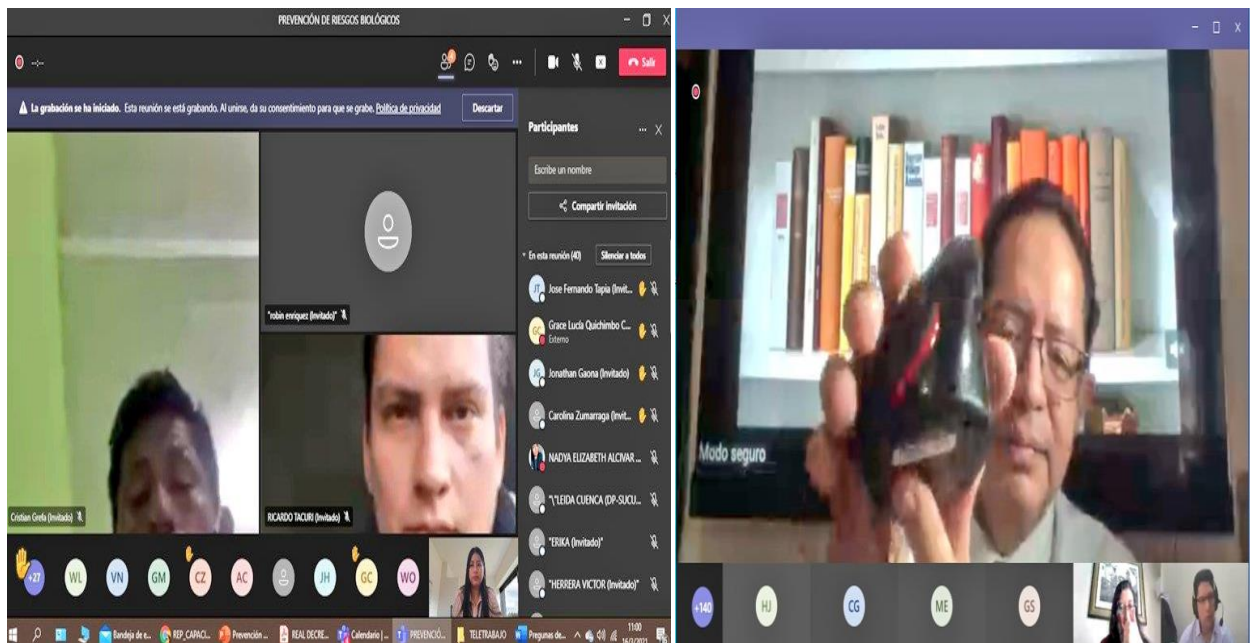 PREVENCIÓN DE RIESGOS BIOLÓGICOS
--:--
Salir
La grabación se ha iniciado. Esta reunión se está grabando. Al unirse, da su consentimiento para que se grabe. Política de privacidad
Descartar
Participantes
Escribe un nombre
Compartir invitación
En esta reunión (40)
Silenciar a todos
JT Jose Fernando Tapia (Invit...
GC Grace Lucía Quichimbo C...
Externo
JG Jonathan Gaona (Invitado)
Carolina Zumarraga (Invit...
NADYA ELIZABETH ALCIVAR ...
"\"LEIDA CUENCA (DP-SUCU...
"ERIKA (Invitado)"
"HERRERA VICTOR (Invitado)"
"robin enriquez (Invitado)"
Cristian Grefa (Invitado)
RICARDO TACURI (Invitado)
+27
WL
VN
GM
CZ
AC
JH
GC
WO
Bandeja de e...
REP_CAPACI...
Prevención ...
REAL DECRE...
Calendario | ...
PREVENCIÓ...
TELETRABAJO
Pregunas de...
11:00
16/3/2021
Modo seguro
+140
HJ
CG
ME
GS